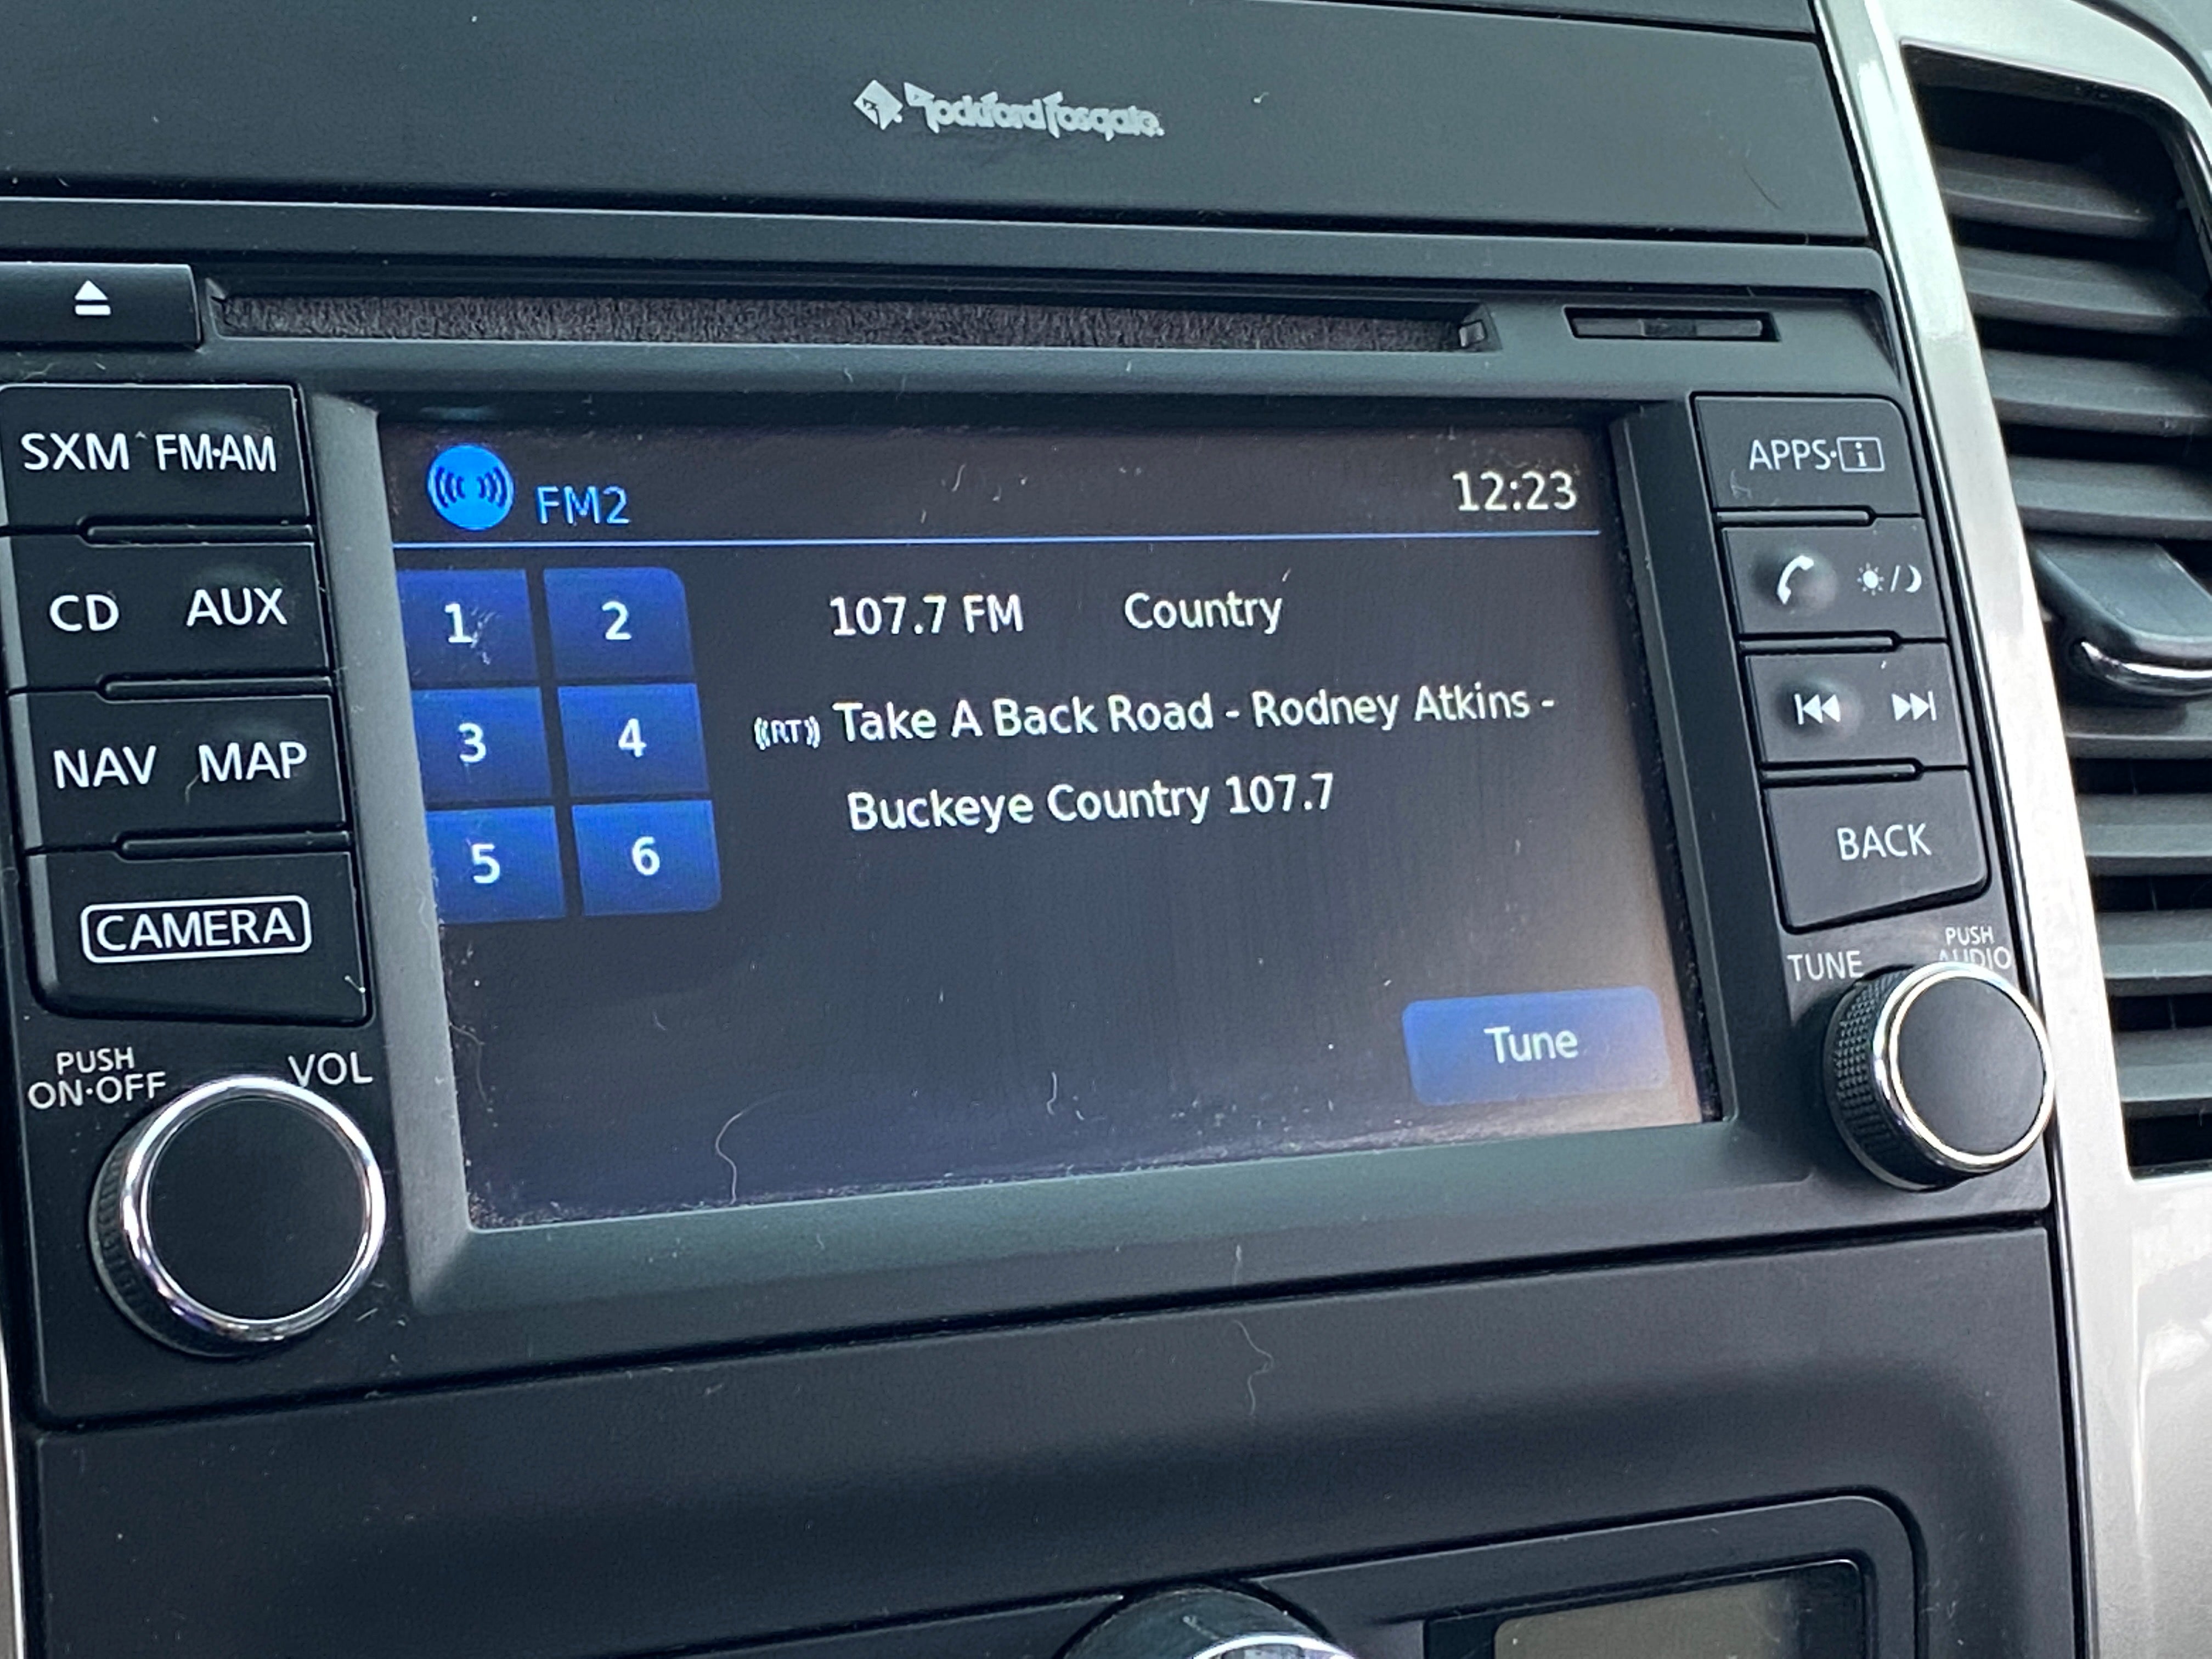 Rockford Fosgate
SXM FM·AM
CD AUX
NAV MAP
CAMERA
PUSH
ON·OFF
VOL
FM2
12:23
1 2
3 4
5 6
107.7 FM Country
((RT)) Take A Back Road - Rodney Atkins -
Buckeye Country 107.7
Tune
APPS·i
BACK
TUNE
PUSH
AUDIO